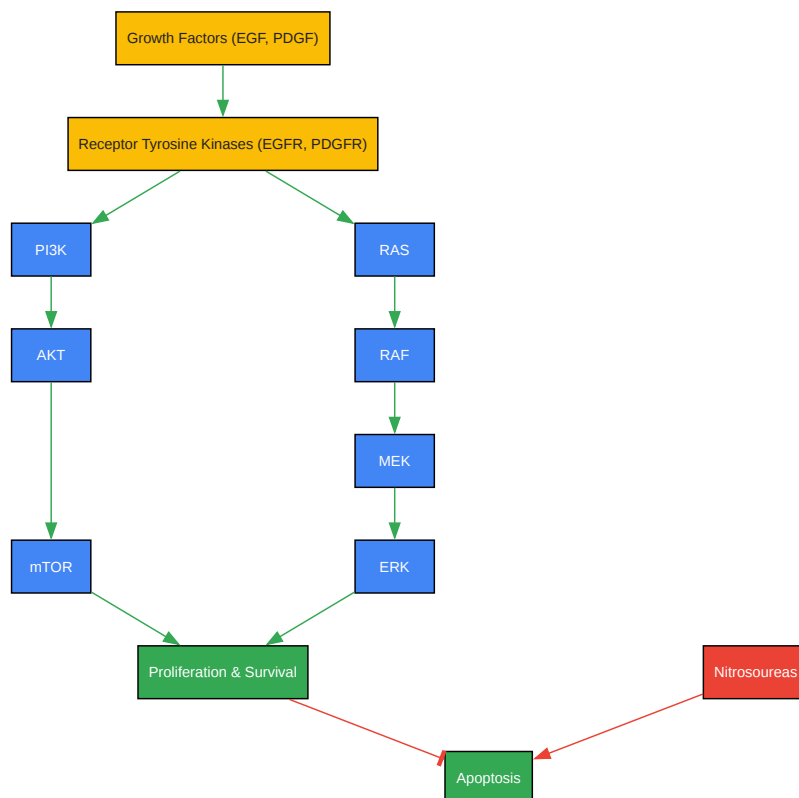 Growth Factors (EGF, PDGF)
Receptor Tyrosine Kinases (EGFR, PDGFR)
PI3K
RAS
AKT
RAF
MEK
mTOR
ERK
Proliferation & Survival
Nitrosoureas
Apoptosis